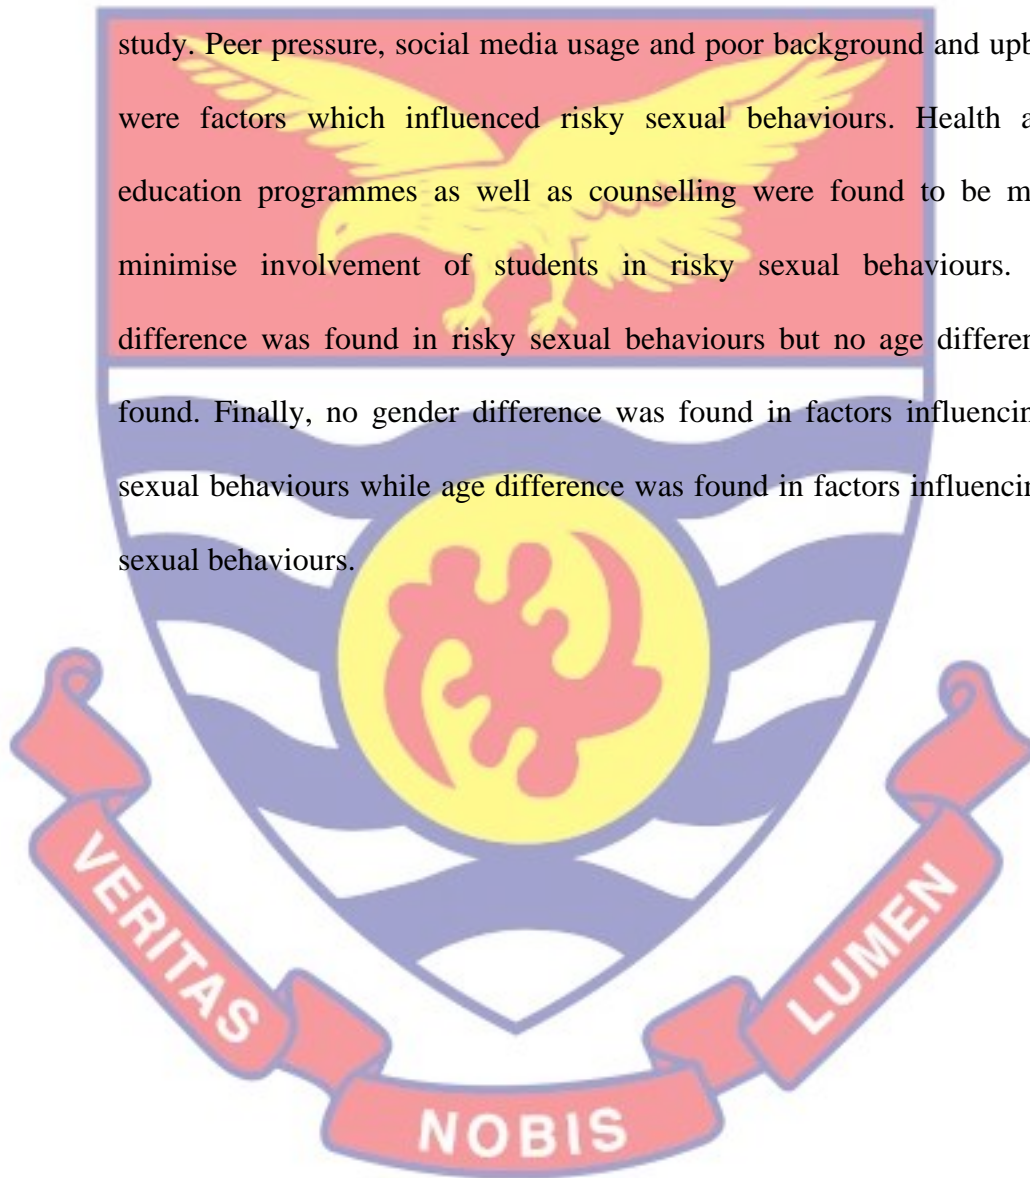 study. Peer pressure, social media usage and poor background and upb
were factors which influenced risky sexual behaviours. Health a
education programmes as well as counselling were found to be m
minimise involvement of students in risky sexual behaviours.
difference was found in risky sexual behaviours but no age differen
found. Finally, no gender difference was found in factors influencin
sexual behaviours while age difference was found in factors influencin
sexual behaviours.
VERITAS
NOBIS
LUMEN